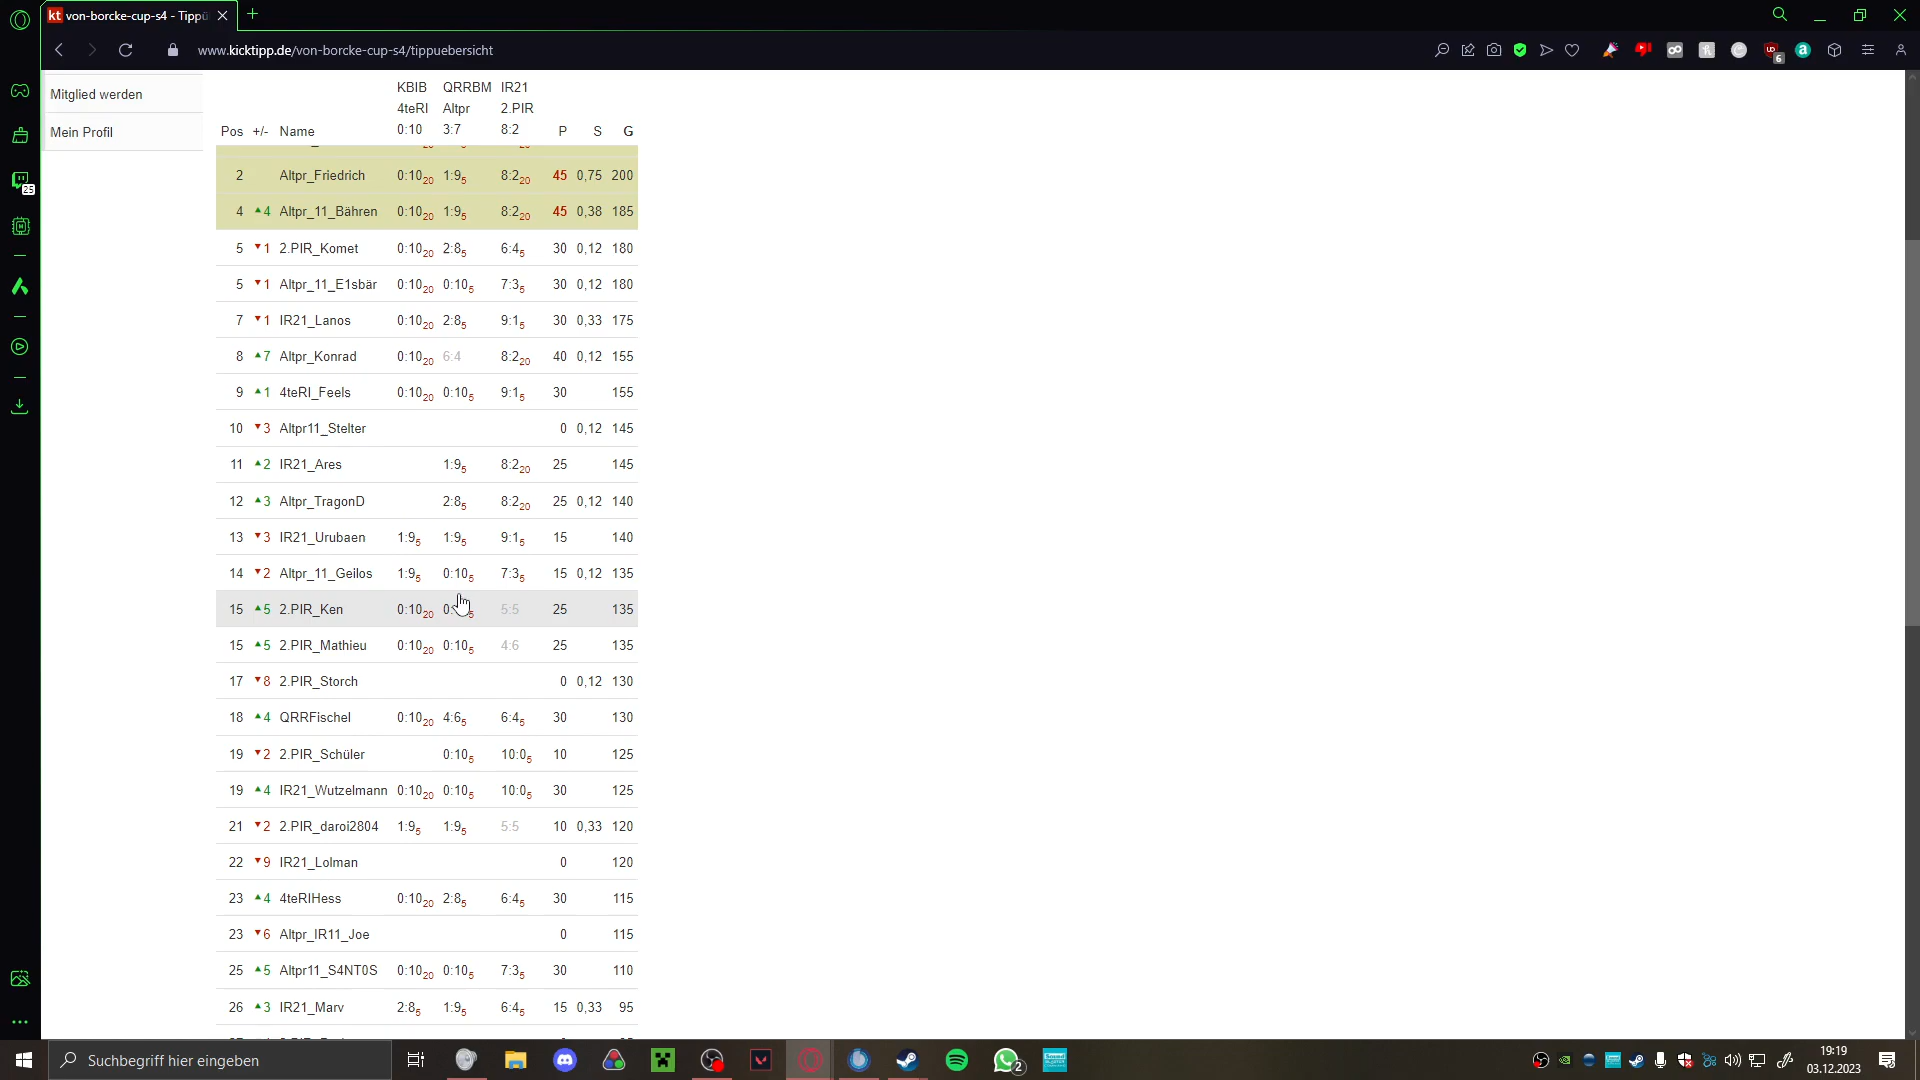 von-borcke-cup-s4 - Tippü
www.kicktipp.de/von-borcke-cup-s4/tippuebersicht
6
25
Mitglied werden
Mein Profil
KBIB QRRBM IR21
4teRI Altpr 2.PIR
Pos +/- Name 0:10 3:7 8:2 P S G
2 Altpr_Friedrich 0:10 20 1:9 5 8:2 20 45 0,75 200
4 ▲4 Altpr_11_Bähren 0:10 20 1:9 5 8:2 20 45 0,38 185
5 ▼1 2.PIR_Komet 0:10 20 2:8 5 6:4 5 30 0,12 180
5 ▼1 Altpr_11_E1sbär 0:10 20 0:10 5 7:3 5 30 0,12 180
7 ▼1 IR21_Lanos 0:10 20 2:8 5 9:1 5 30 0,33 175
8 ▲7 Altpr_Konrad 0:10 20 6:4 8:2 20 40 0,12 155
9 ▲1 4teRI_Feels 0:10 20 0:10 5 9:1 5 30 155
10 ▼3 Altpr11_Stelter 0 0,12 145
11 ▲2 IR21_Ares 1:9 5 8:2 20 25 145
12 ▲3 Altpr_TragonD 2:8 5 8:2 20 25 0,12 140
13 ▼3 IR21_Urubaen 1:9 5 1:9 5 9:1 5 15 140
14 ▼2 Altpr_11_Geilos 1:9 5 0:10 5 7:3 5 15 0,12 135
15 ▲5 2.PIR_Ken 0:10 20 0: 5 5:5 25 135
15 ▲5 2.PIR_Mathieu 0:10 20 0:10 5 4:6 25 135
17 ▼8 2.PIR_Storch 0 0,12 130
18 ▲4 QRRFischel 0:10 20 4:6 5 6:4 5 30 130
19 ▼2 2.PIR_Schüler 0:10 5 10:0 5 10 125
19 ▲4 IR21_Wutzelmann 0:10 20 0:10 5 10:0 5 30 125
21 ▼2 2.PIR_daroi2804 1:9 5 1:9 5 5:5 10 0,33 120
22 ▼9 IR21_Lolman 0 120
23 ▲4 4teRIHess 0:10 20 2:8 5 6:4 5 30 115
23 ▼6 Altpr_IR11_Joe 0 115
25 ▲5 Altpr11_S4NT0S 0:10 20 0:10 5 7:3 5 30 110
26 ▲3 IR21_Marv 2:8 5 1:9 5 6:4 5 15 0,33 95
Suchbegriff hier eingeben
2
19:19
03.12.2023